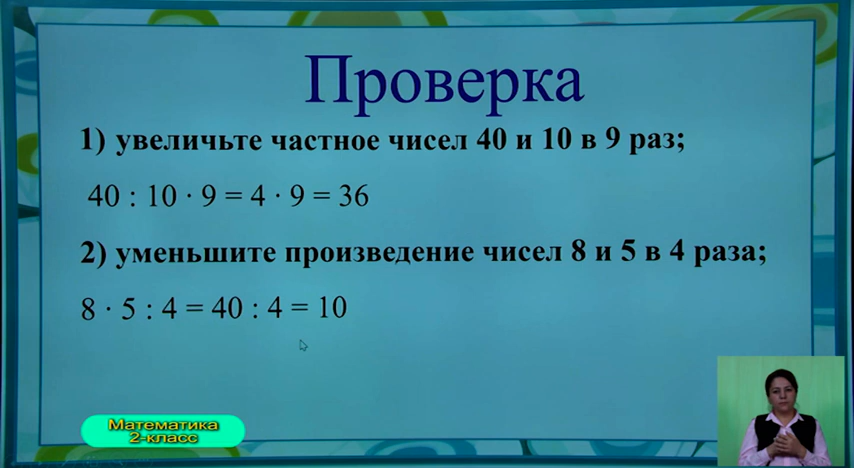 Проверка
1) увеличьте частное чисел 40 и 10 в 9 раз;
40 : 10 · 9 = 4 · 9 = 36
2) уменьшите произведение чисел 8 и 5 в 4 раза;
8 · 5 : 4 = 40 : 4 = 10
Математика
2-класс